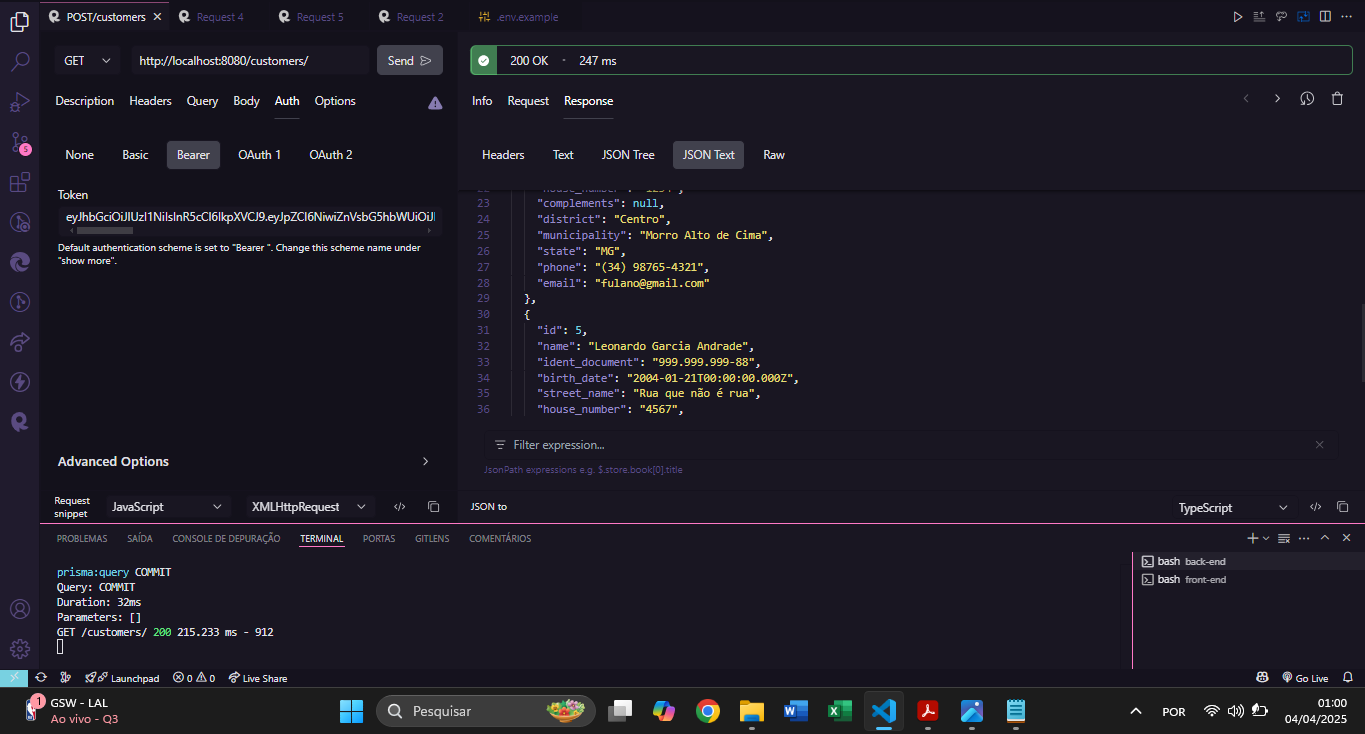 POST/customers
Request 4
Request 5
Request 2
.env.example
GET
http://localhost:8080/customers/
Send
200 OK · 247 ms
Description
Headers
Query
Body
Auth
Options
Info
Request
Response
None
Basic
Bearer
OAuth 1
OAuth 2
Headers
Text
JSON Tree
JSON Text
Raw
Token
Default authentication scheme is set to "Bearer ". Change this scheme name under
"show more".
23 "complements": null,
24 "district": "Centro",
25 "municipality": "Morro Alto de Cima",
26 "state": "MG",
27 "phone": "(34) 98765-4321",
28 "email": "fulano@gmail.com"
29 },
30 {
31 "id": 5,
32 "name": "Leonardo Garcia Andrade",
33 "ident_document": "999.999.999-88",
34 "birth_date": "2004-01-21T00:00:00.000Z",
35 "street_name": "Rua que não é rua",
36 "house_number": "4567",
Filter expression...
JsonPath expressions e.g. $.store.book[0].title
Advanced Options
Request
snippet
JavaScript
XMLHttpRequest
JSON to
TypeScript
PROBLEMAS
SAÍDA
CONSOLE DE DEPURAÇÃO
TERMINAL
PORTAS
GITLENS
COMENTÁRIOS
prisma:query COMMIT
Query: COMMIT
Duration: 32ms
Parameters: []
GET /customers/ 200 215.233 ms - 912
bash back-end
bash front-end
5
Launchpad
0
0
Live Share
Go Live
1
GSW - LAL
Ao vivo - Q3
Pesquisar
POR
01:00
04/04/2025